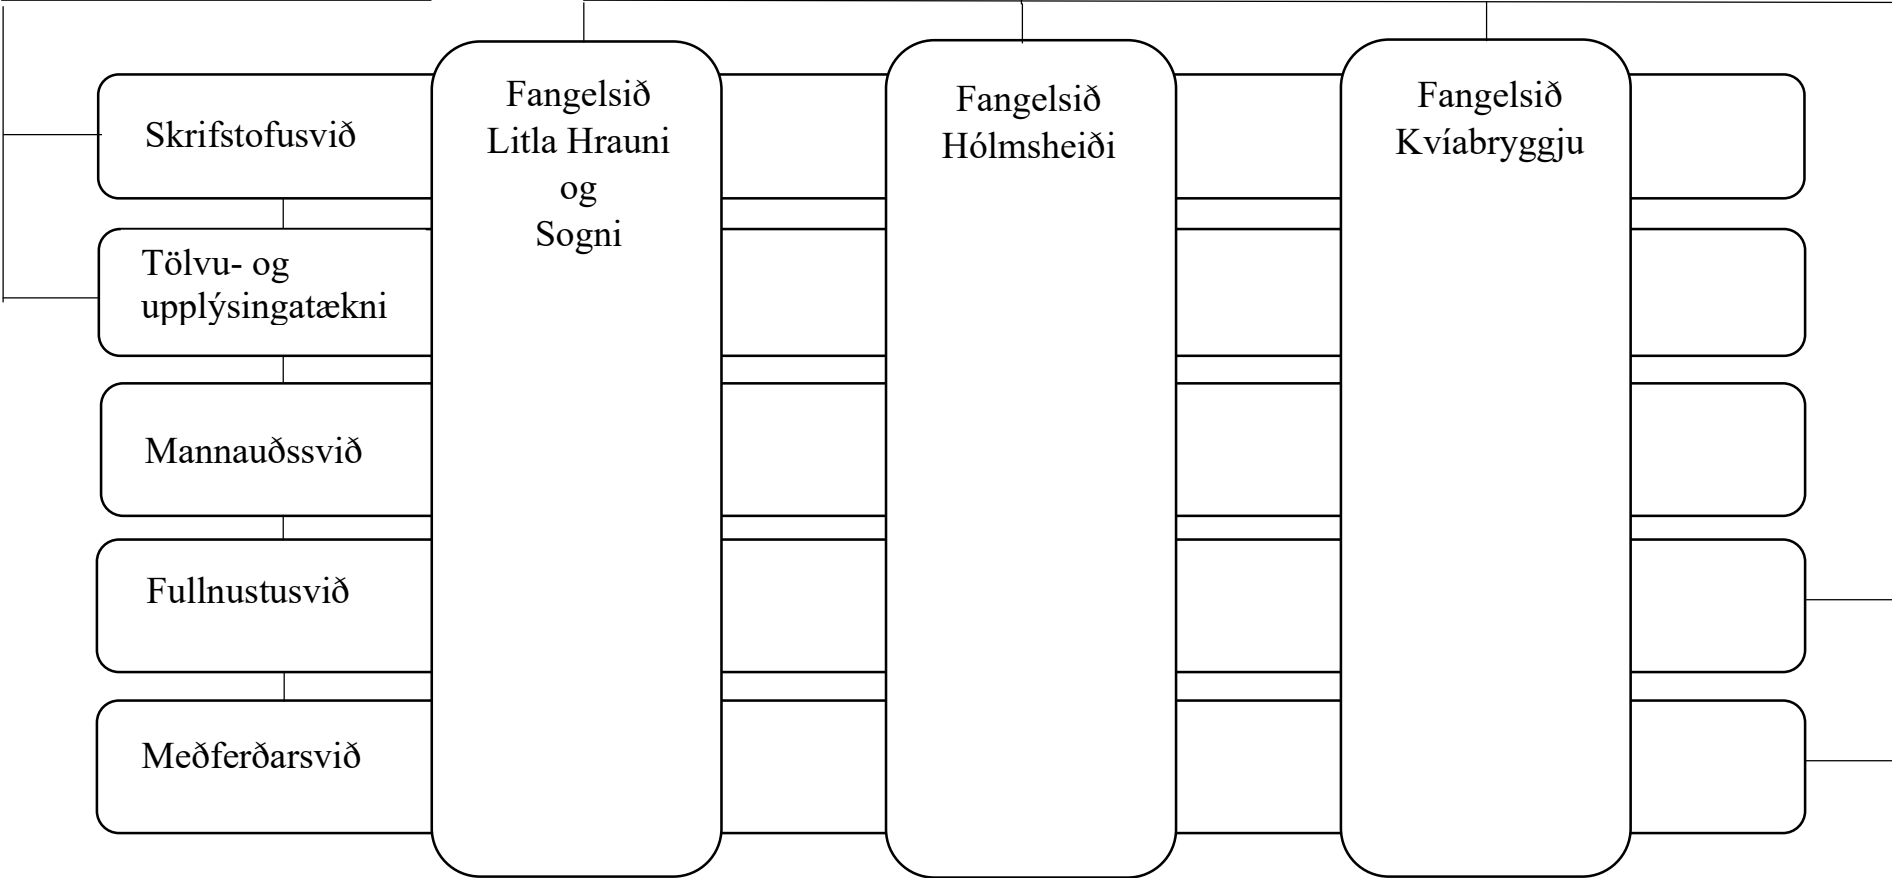 Fangelsið
Litla Hrauni
og
Sogni
Fangelsið
Hólmsheiði
Fangelsið
Kvíabryggju
Skrifstofusvið
Tölvu- og
upplýsingatækni
Mannauðssvið
Fullnustusvið
Meðferðarsvið